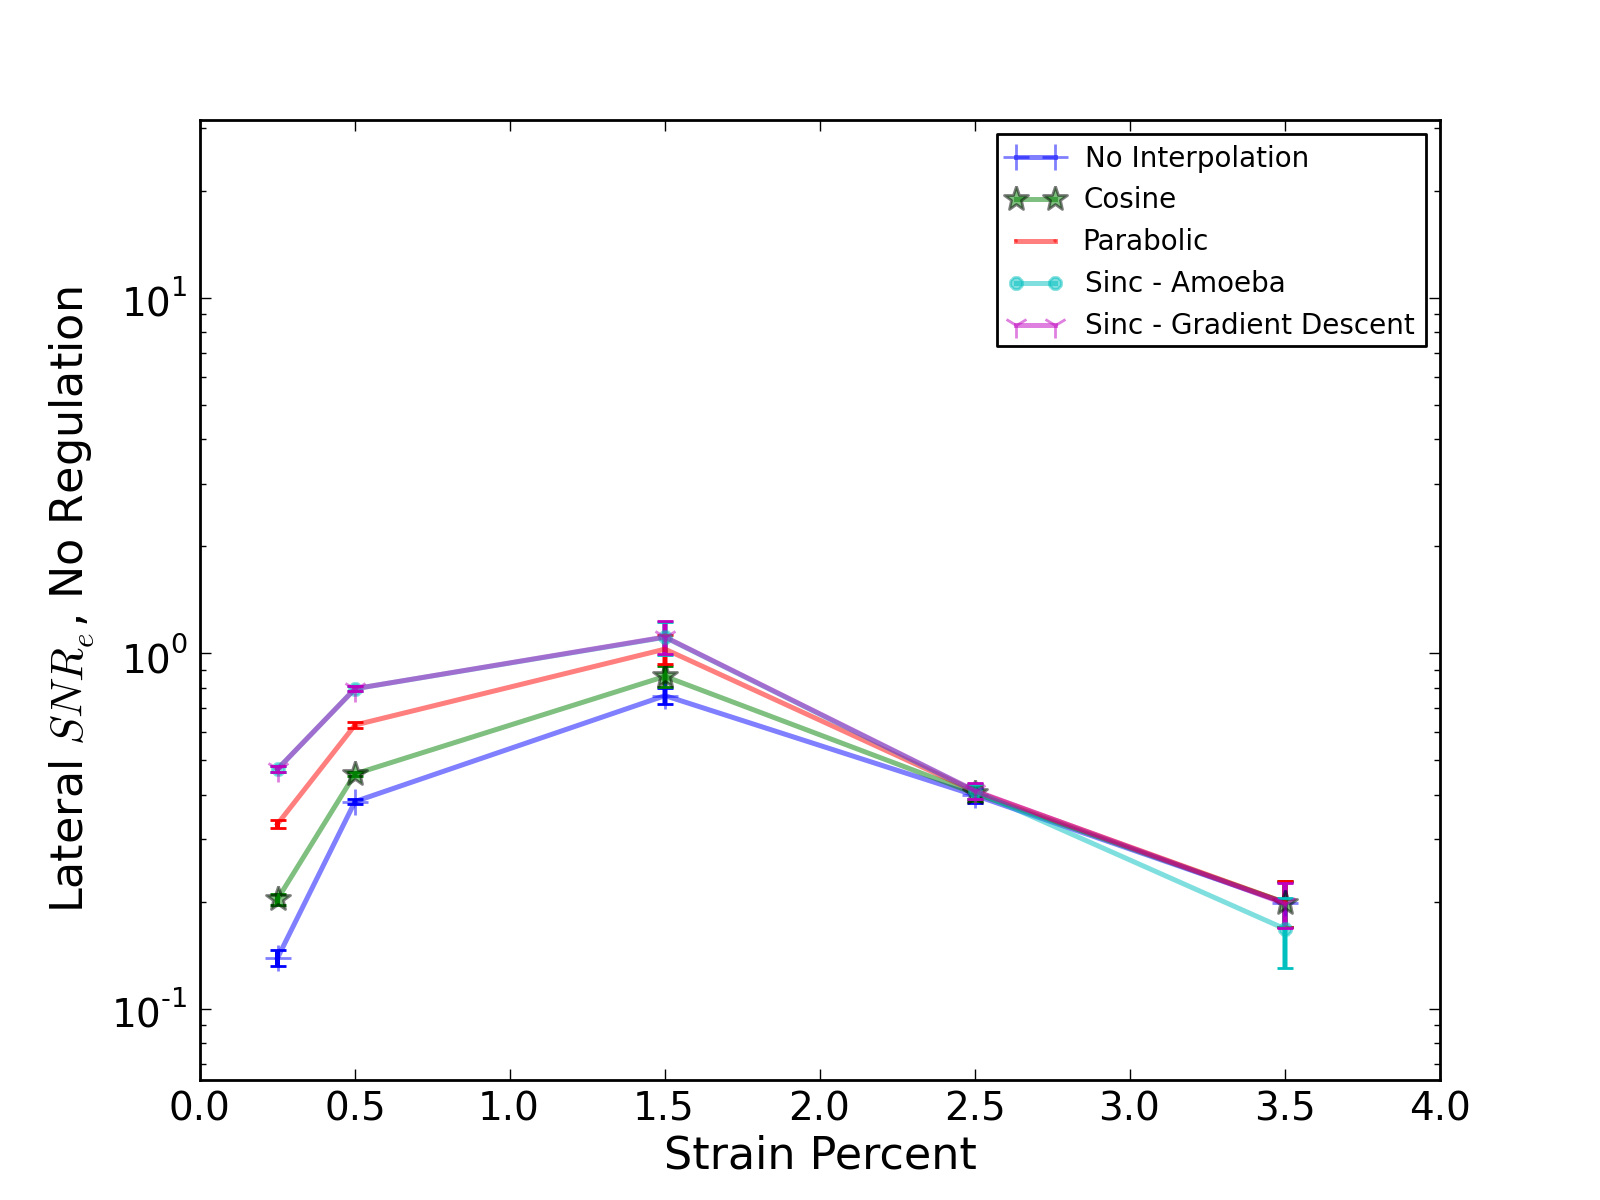 No Interpolation
Cosine
Parabolic
Sinc - Amoeba
Sinc - Gradient Descent
Lateral SNR_e, No Regulation
10^1
10^0
10^-1
0.0 0.5 1.0 1.5 2.0 2.5 3.0 3.5 4.0
Strain Percent